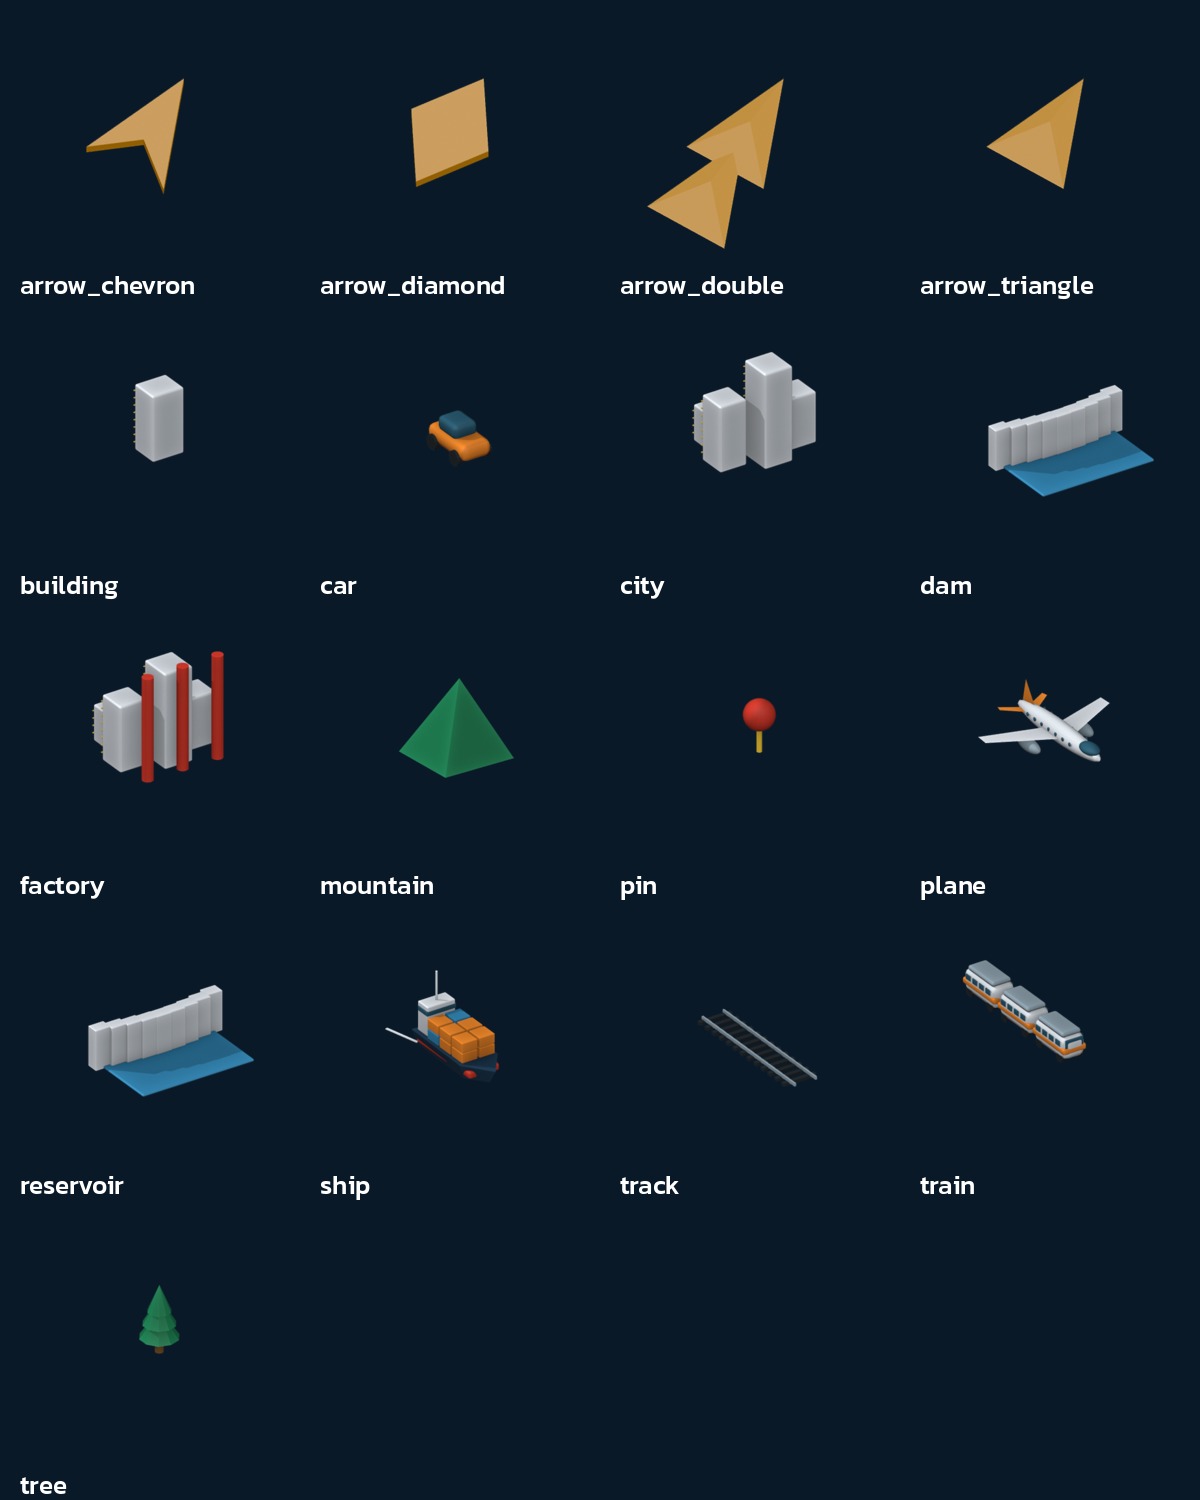 arrow_chevron
arrow_diamond
arrow_double
arrow_triangle
building
car
city
dam
factory
mountain
pin
plane
reservoir
ship
track
train
tree